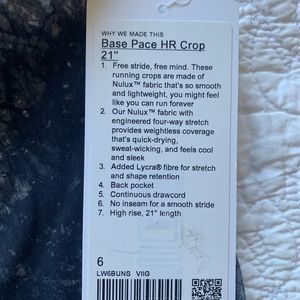 WHY WE MADE THIS
Base Pace HR Crop
21"
1. Free stride, free mind. These
running crops are made of
Nulux™ fabric that's so smooth
and lightweight, you might feel
like you can run forever
2. Our Nulux™ fabric with
engineered four-way stretch
provides weightless coverage
that's quick-drying,
sweat-wicking, and feels cool
and sleek
3. Added Lycra® fibre for stretch
and shape retention
4. Back pocket
5. Continuous drawcord
6. No inseam for a smooth stride
7. High rise, 21" length
6
LW6BUNS VIIG